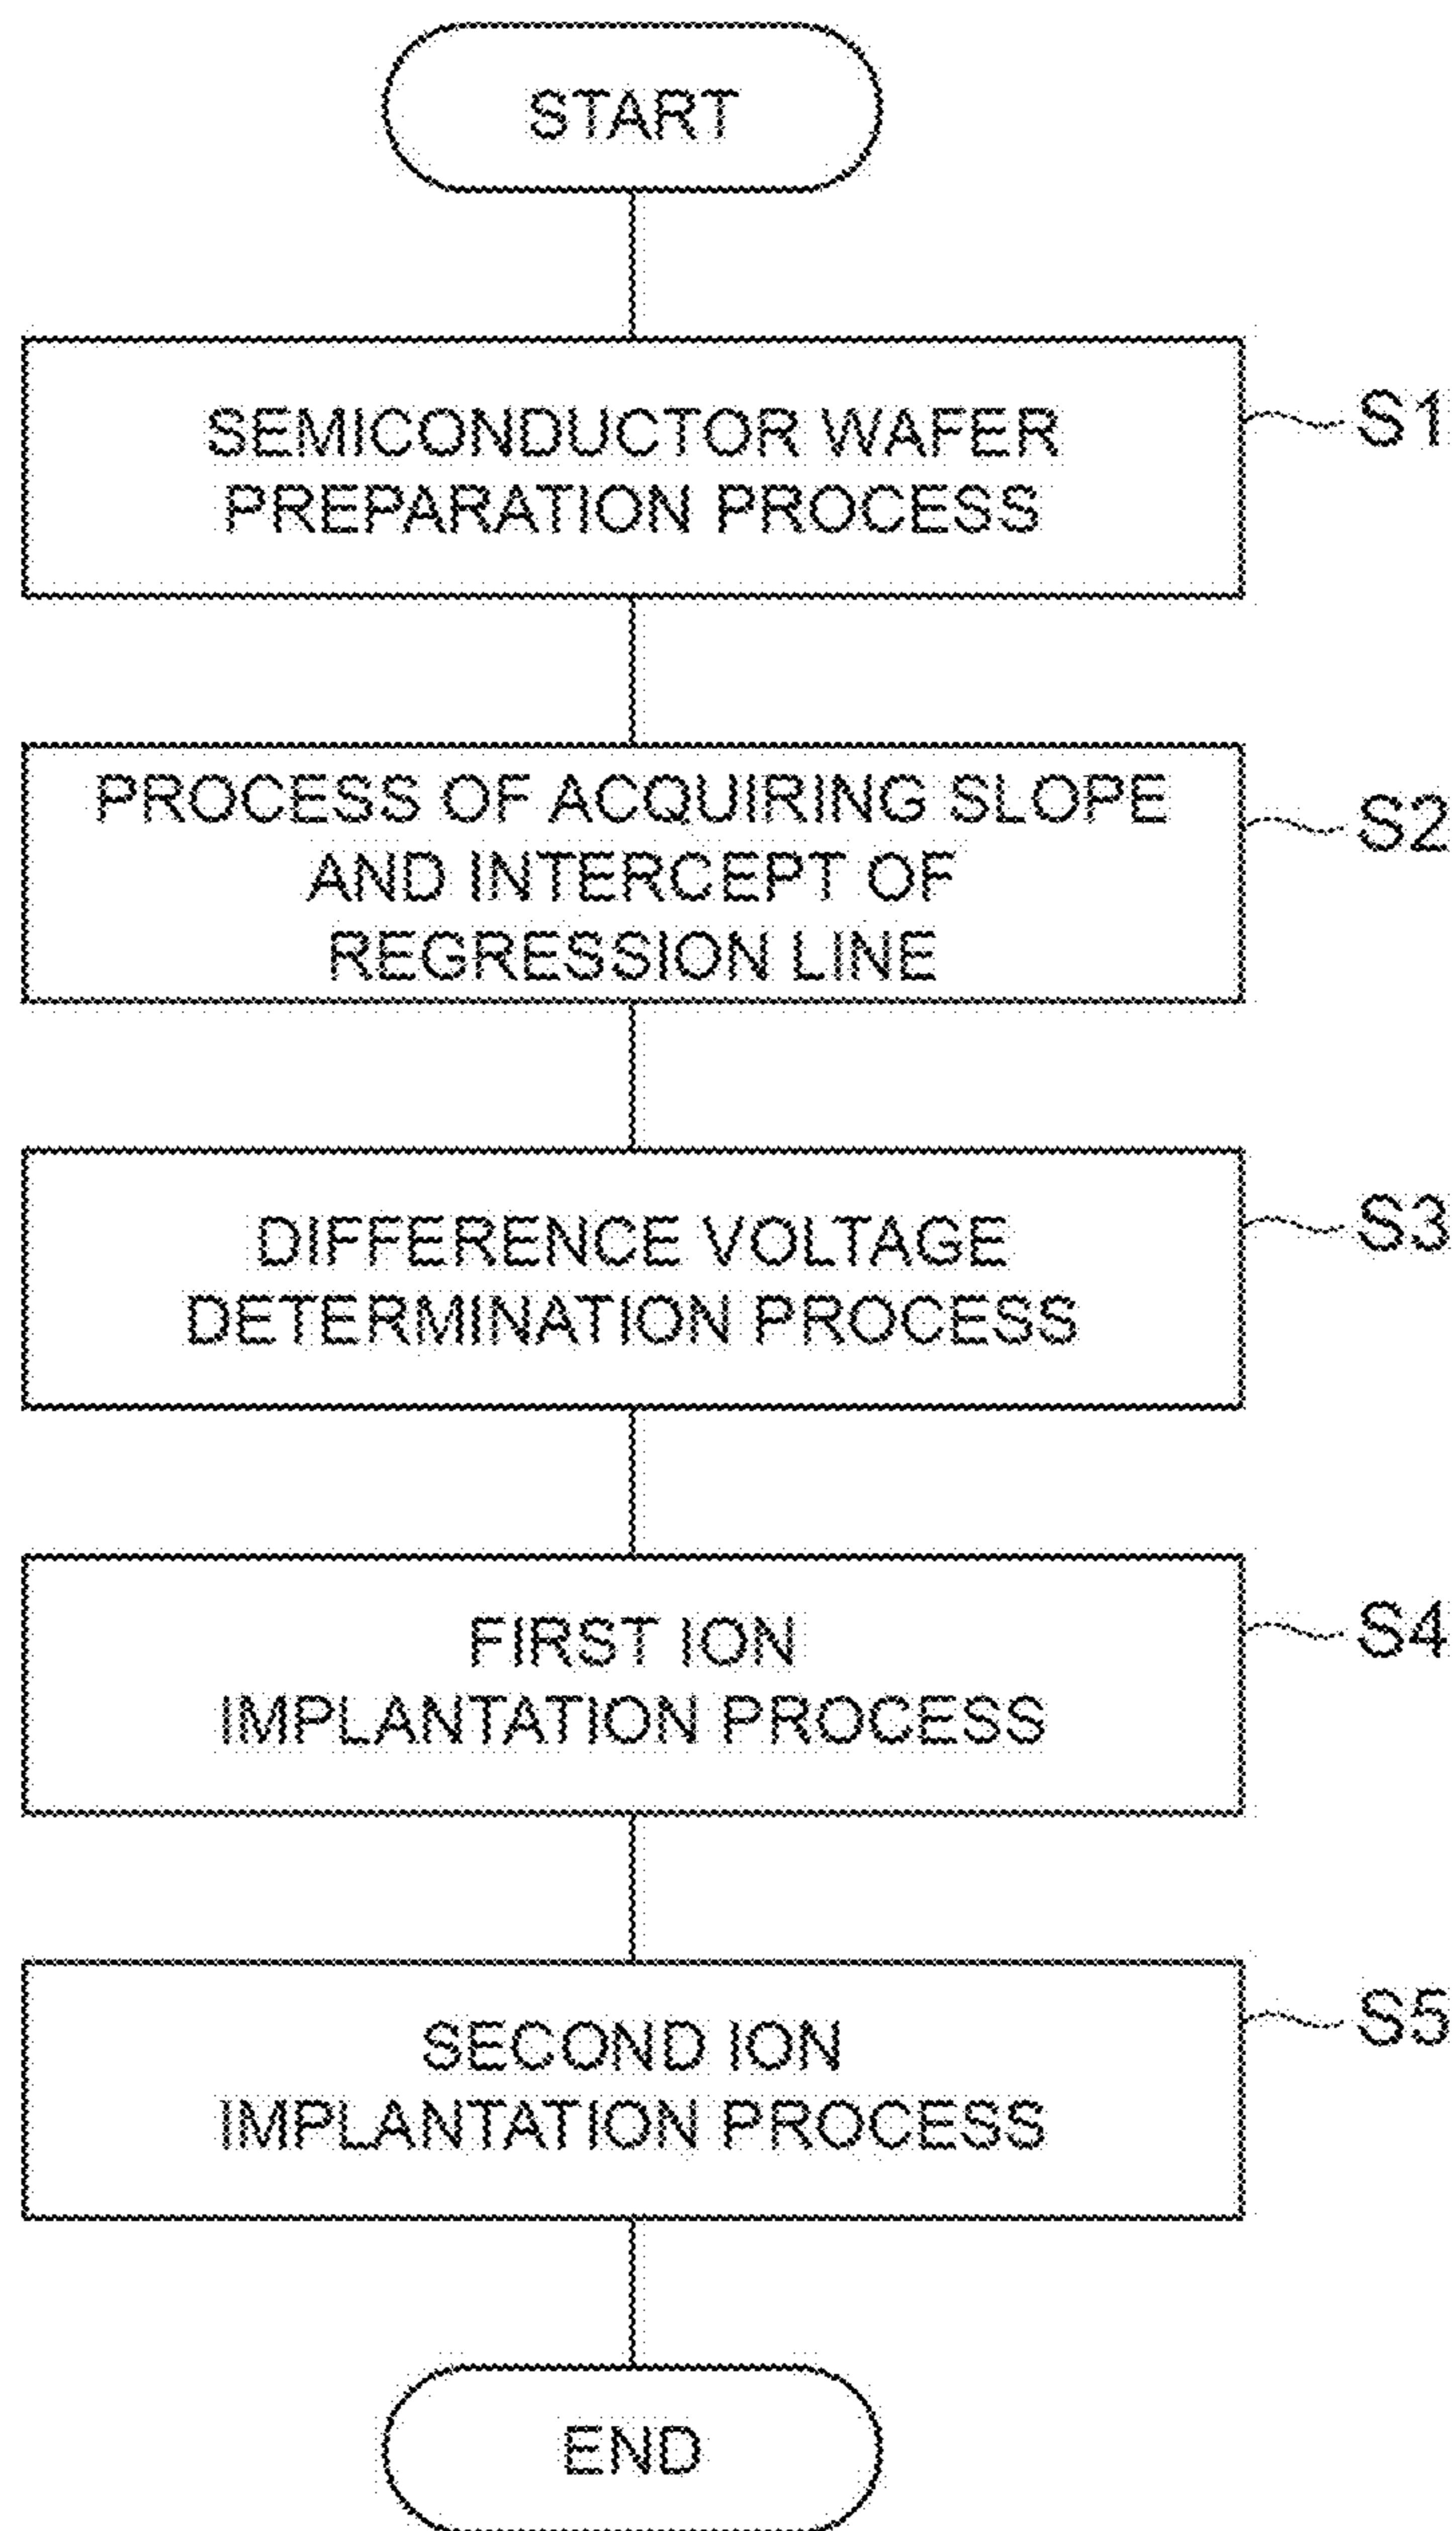 START
SEMICONDUCTOR WAFER
PREPARATION PROCESS
S1
PROCESS OF ACQUIRING SLOPE
AND INTERCEPT OF
REGRESSION LINE
S2
DIFFERENCE VOLTAGE
DETERMINATION PROCESS
S3
FIRST ION
IMPLANTATION PROCESS
S4
SECOND ION
IMPLANTATION PROCESS
S5
END